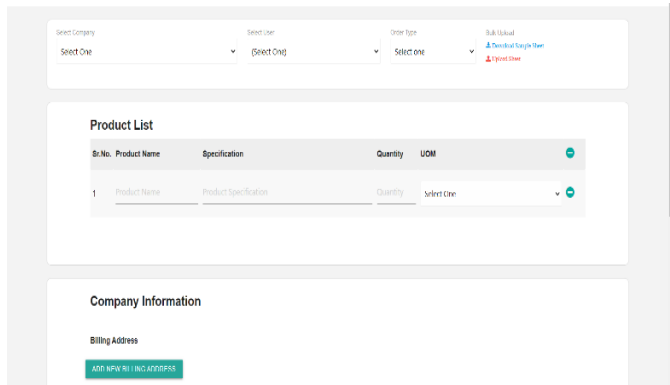 Select Company Select User Order Type Bulk Upload
Select One (Select One) Select one Download Sample Sheet
Upload Sheet
Product List
Sr.No. Product Name Specification Quantity UOM
1 Product Name Product Specification Quantity Select One
Company Information
Billing Address
ADD NEW BILLING ADDRESS